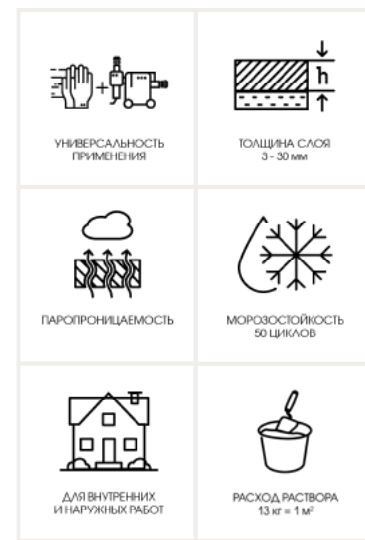 УНИВЕРСАЛЬНОСТЬ
ПРИМЕНЕНИЯ
ТОЛЩИНА СЛОЯ
3 - 30 мм
h
ПАРОПРОНИЦАЕМОСТЬ
МОРОЗОСТОЙКОСТЬ
50 ЦИКЛОВ
ДЛЯ ВНУТРЕННИХ
И НАРУЖНЫХ РАБОТ
РАСХОД РАСТВОРА
13 кг = 1 м²